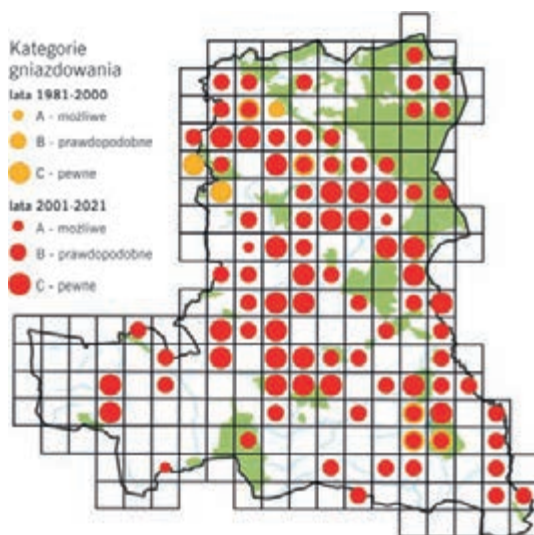 Kategorie
gniazdowania
lata 1981-2000
A - możliwe
B - prawdopodobne
C - pewne
lata 2001-2021
A - możliwe
B - prawdopodobne
C - pewne